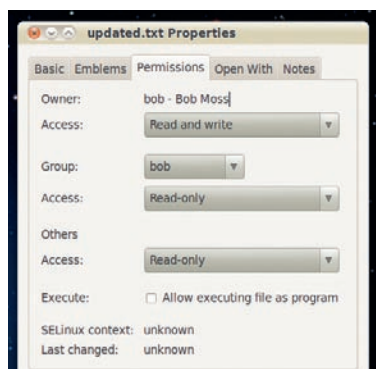 updated.txt Properties
Basic Emblems Permissions Open With Notes
Owner: bob - Bob Moss
Access: Read and write
Group: bob
Access: Read-only
Others
Access: Read-only
Execute: Allow executing file as program
SELinux context: unknown
Last changed: unknown